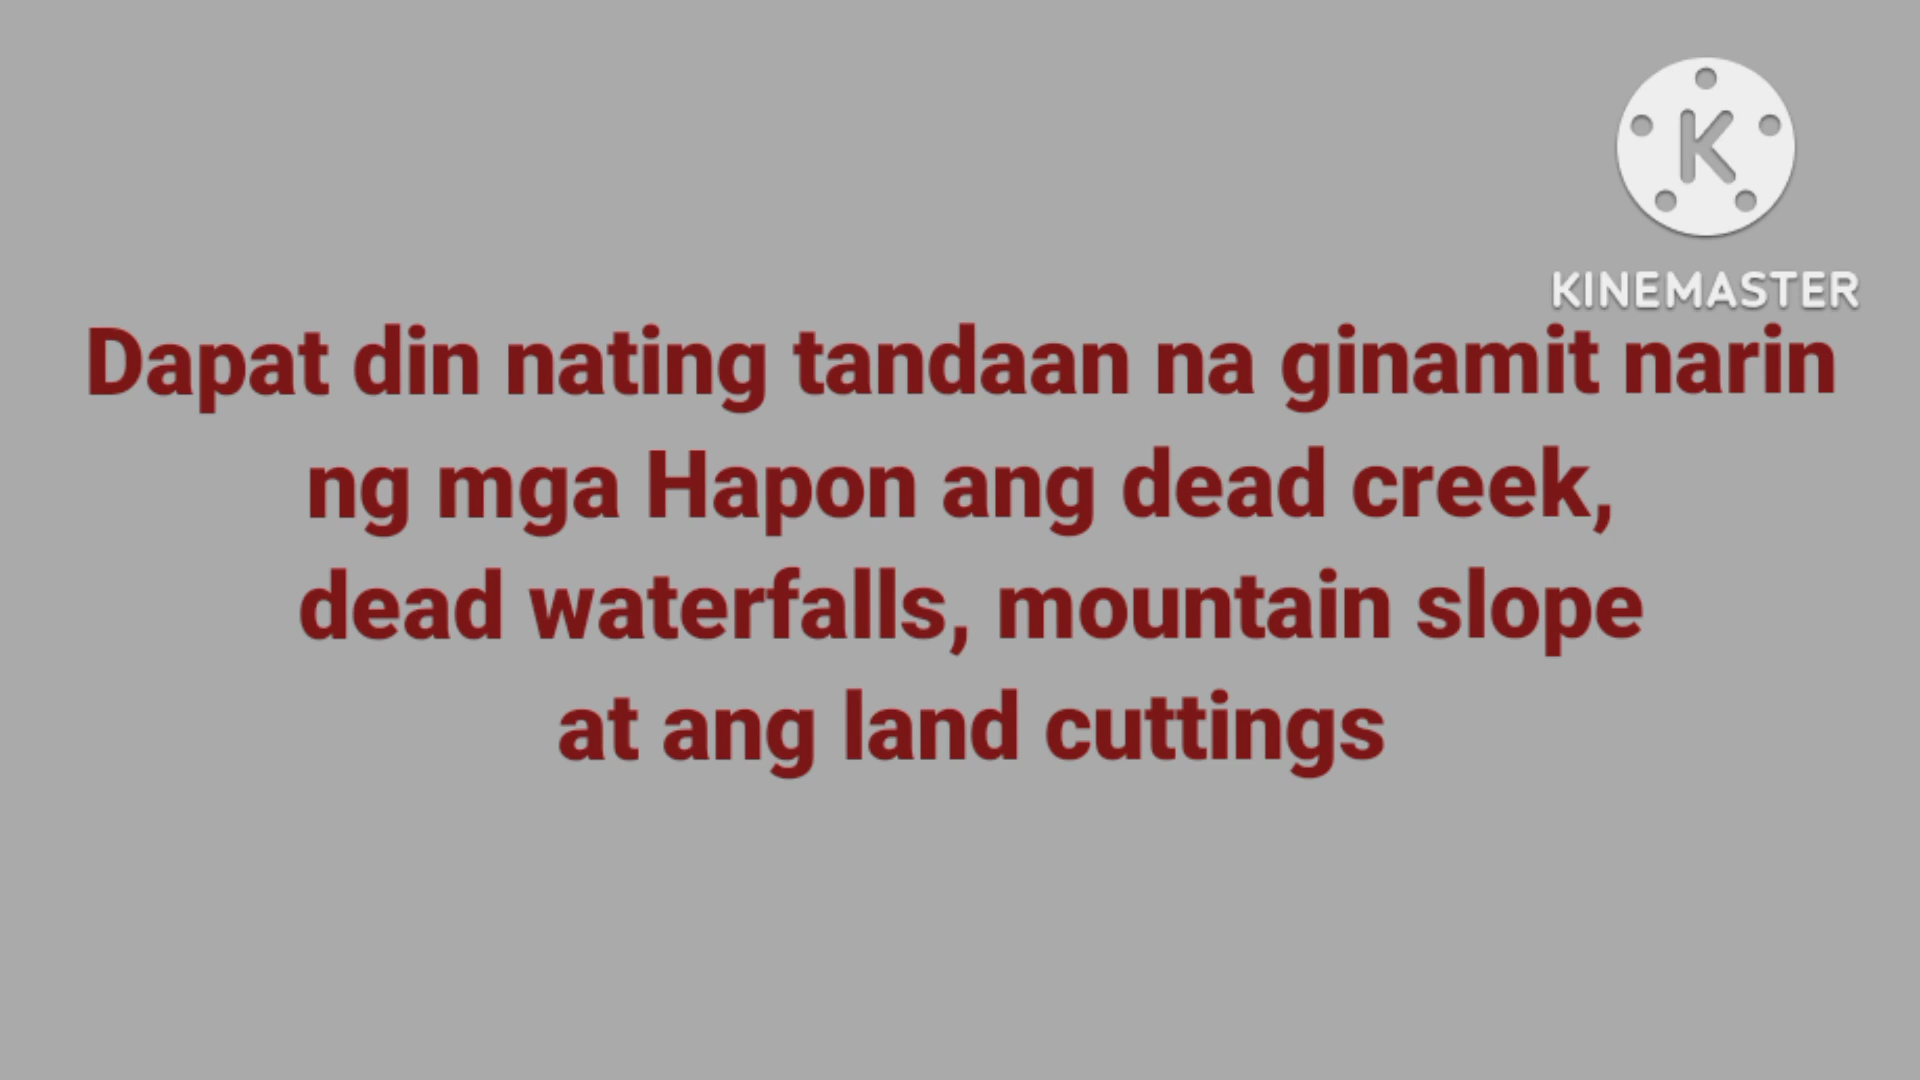 KINEMASTER
Dapat din nating tandaan na ginamit narin
ng mga Hapon ang dead creek,
dead waterfalls, mountain slope
at ang land cuttings